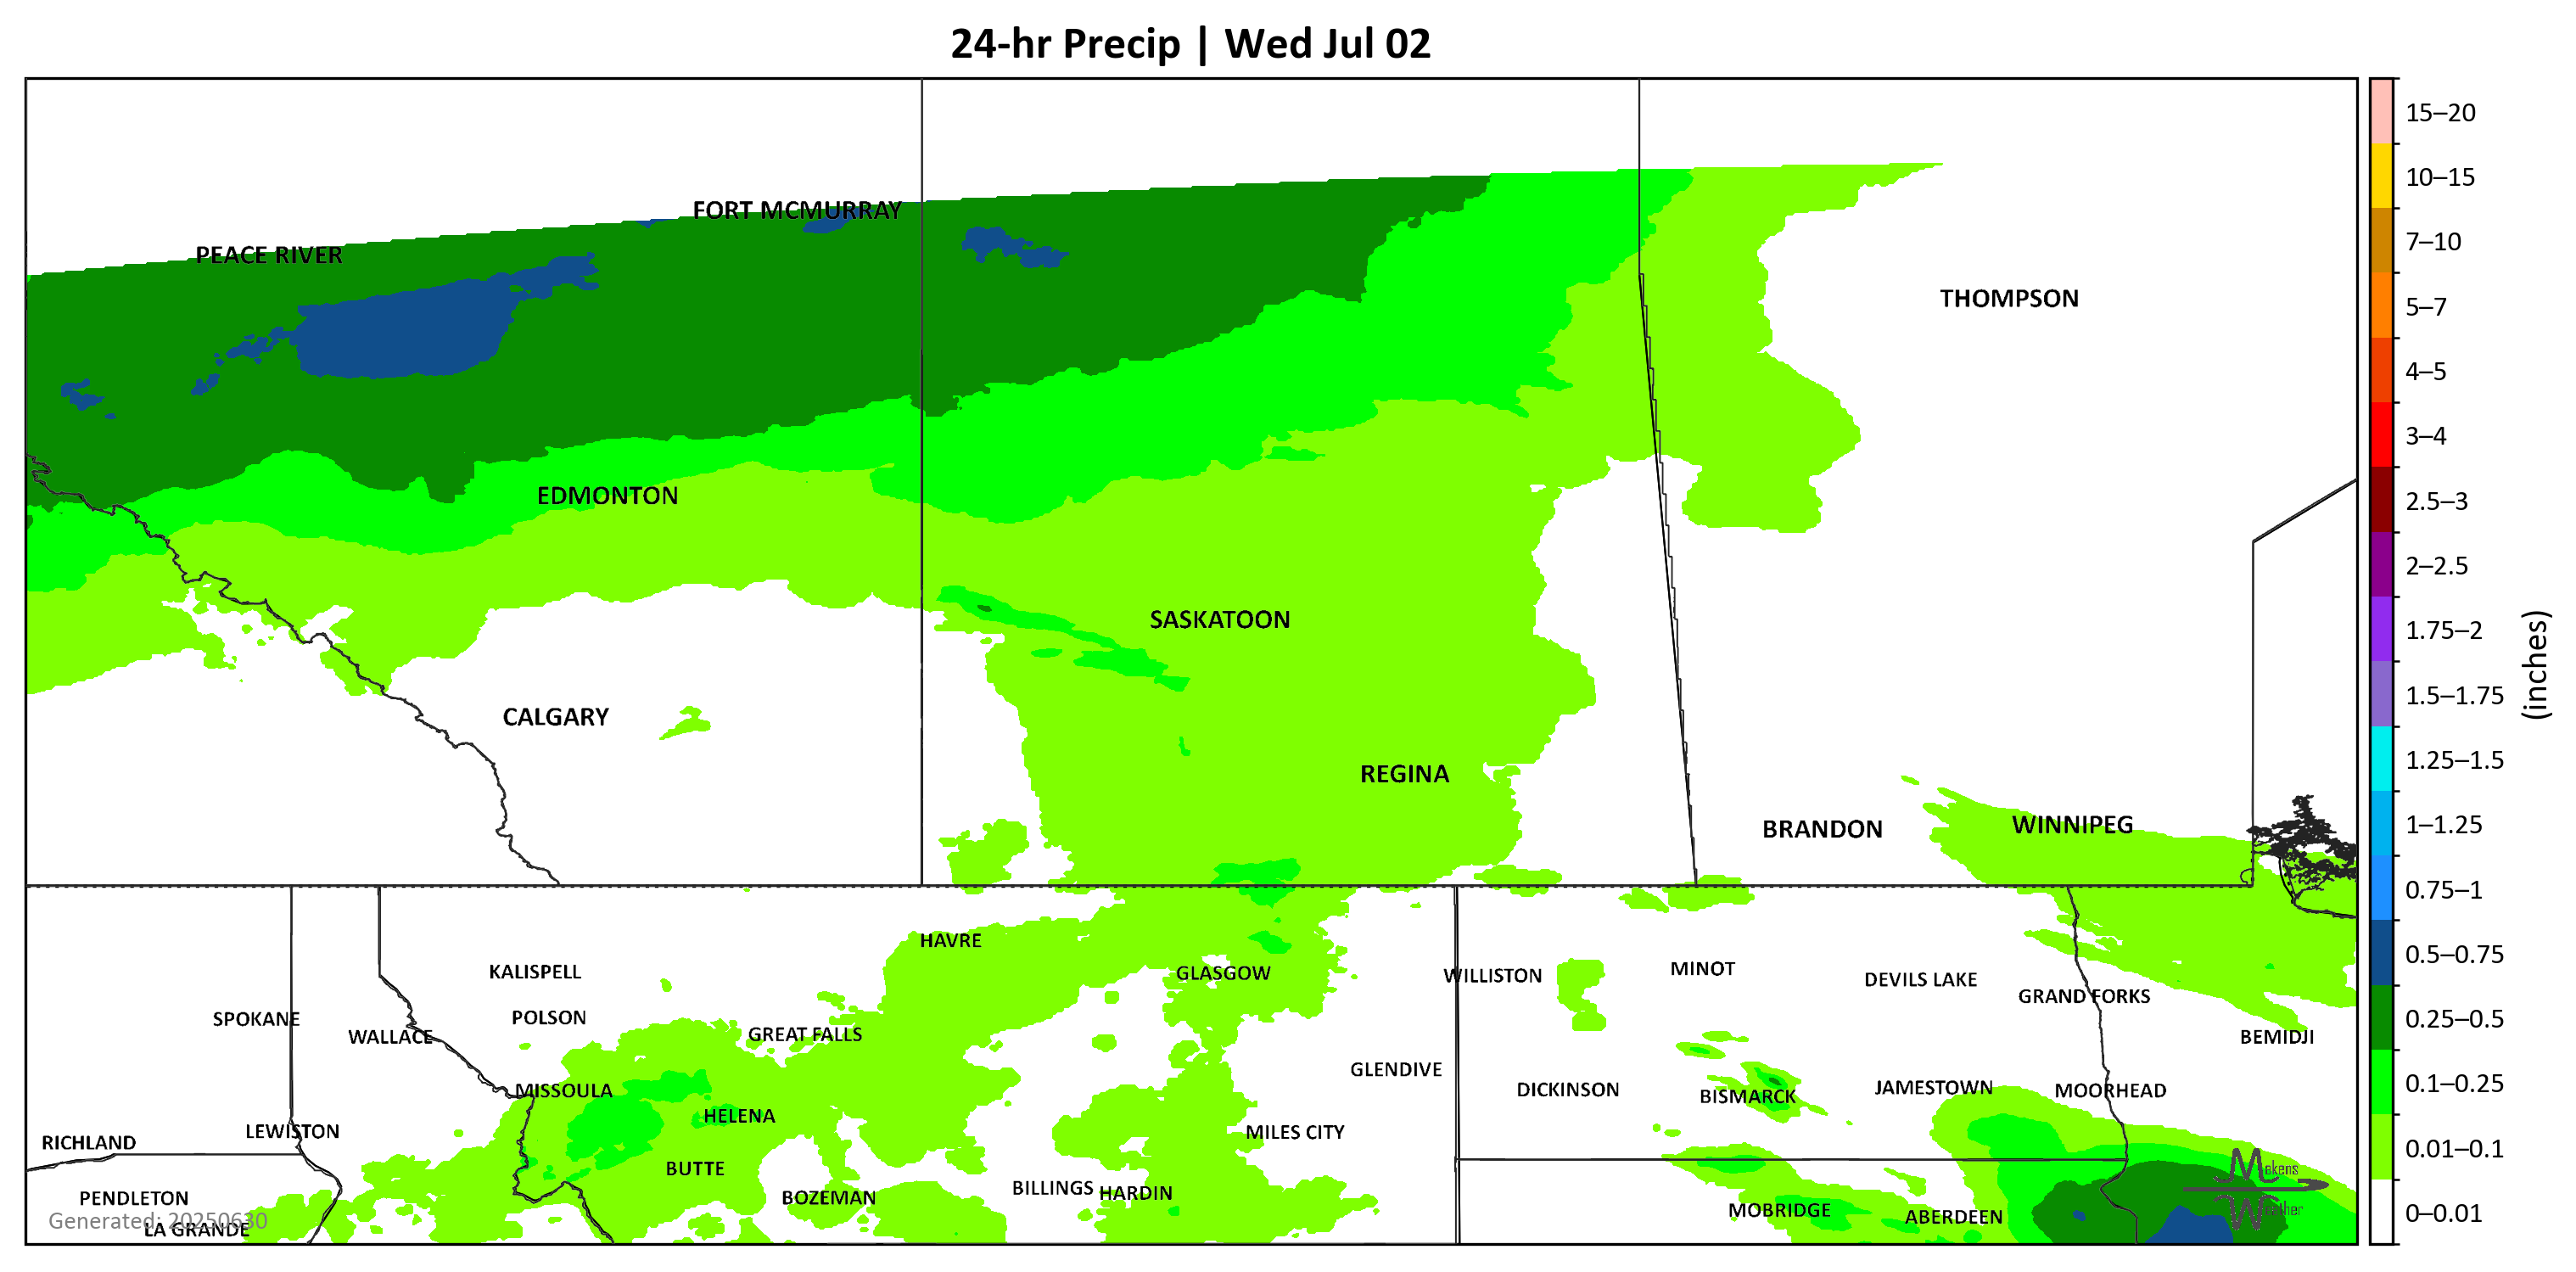 24-hr Precip | Wed Jul 02
FORT MCMURRAY
PEACE RIVER
THOMPSON
EDMONTON
SASKATOON
CALGARY
REGINA
BRANDON
WINNIPEG
HAVRE
KALISPELL
GLASGOW
WILLISTON
MINOT
DEVILS LAKE
GRAND FORKS
SPOKANE
POLSON
WALLACE
GREAT FALLS
BEMIDJI
GLENDIVE
MISSOULA
DICKINSON
BISMARCK
JAMESTOWN
MOORHEAD
HELENA
RICHLAND
LEWISTON
MILES CITY
BUTTE
PENDLETON
BOZEMAN
BILLINGS
HARDIN
MOBRIDGE
ABERDEEN
Generated: 20250630
LA GRANDE
Makens
Weather
15–20
10–15
7–10
5–7
4–5
3–4
2.5–3
2–2.5
1.75–2
1.5–1.75
1.25–1.5
1–1.25
0.75–1
0.5–0.75
0.25–0.5
0.1–0.25
0.01–0.1
0–0.01
(inches)